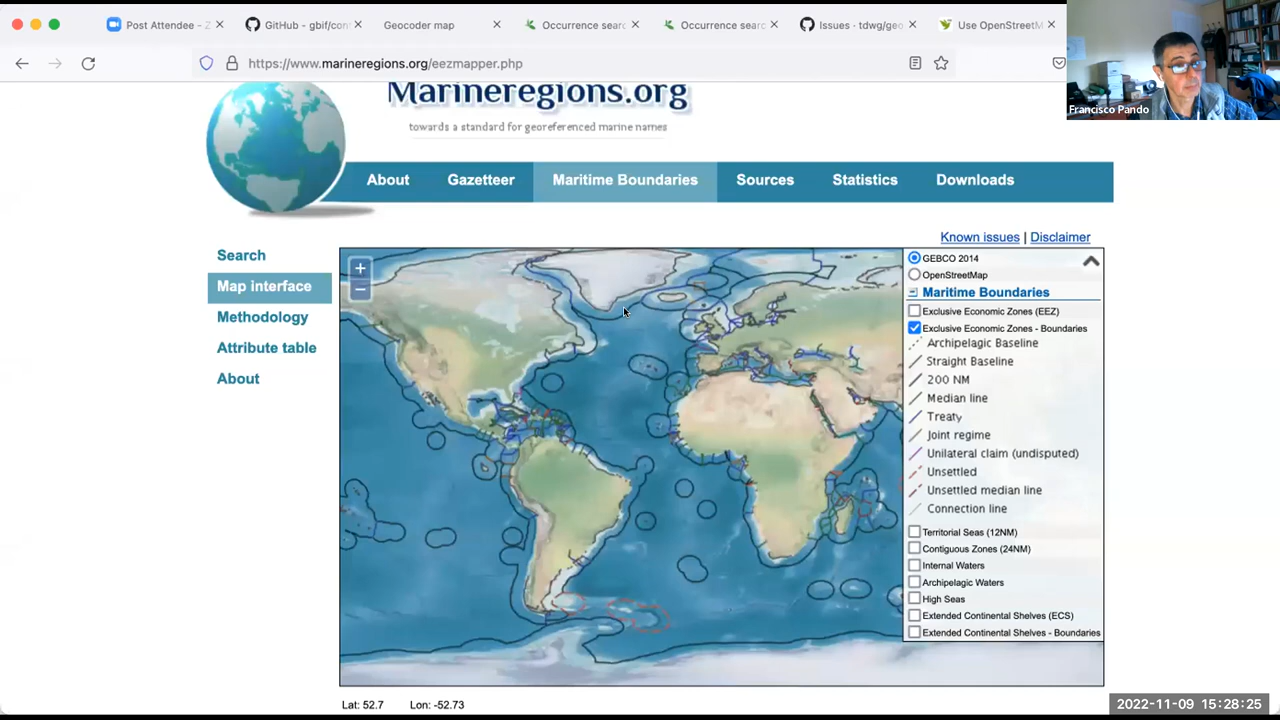 Post Attendee - Z
GitHub - gbif/con
Geocoder map
Occurrence searc
Occurrence searc
Issues · tdwg/geo
Use OpenStreetM
https://www.marineregions.org/eezmapper.php
Francisco Pando
Marineregions.org
towards a standard for georeferenced marine names
About
Gazetteer
Maritime Boundaries
Sources
Statistics
Downloads
Known issues | Disclaimer
Search
Map interface
Methodology
Attribute table
About
+
−
GEBCO 2014
OpenStreetMap
Maritime Boundaries
Exclusive Economic Zones (EEZ)
Exclusive Economic Zones - Boundaries
Archipelagic Baseline
Straight Baseline
200 NM
Median line
Treaty
Joint regime
Unilateral claim (undisputed)
Unsettled
Unsettled median line
Connection line
Territorial Seas (12NM)
Contiguous Zones (24NM)
Internal Waters
Archipelagic Waters
High Seas
Extended Continental Shelves (ECS)
Extended Continental Shelves - Boundaries
Lat: 52.7 Lon: -52.73
2022-11-09 15:28:25